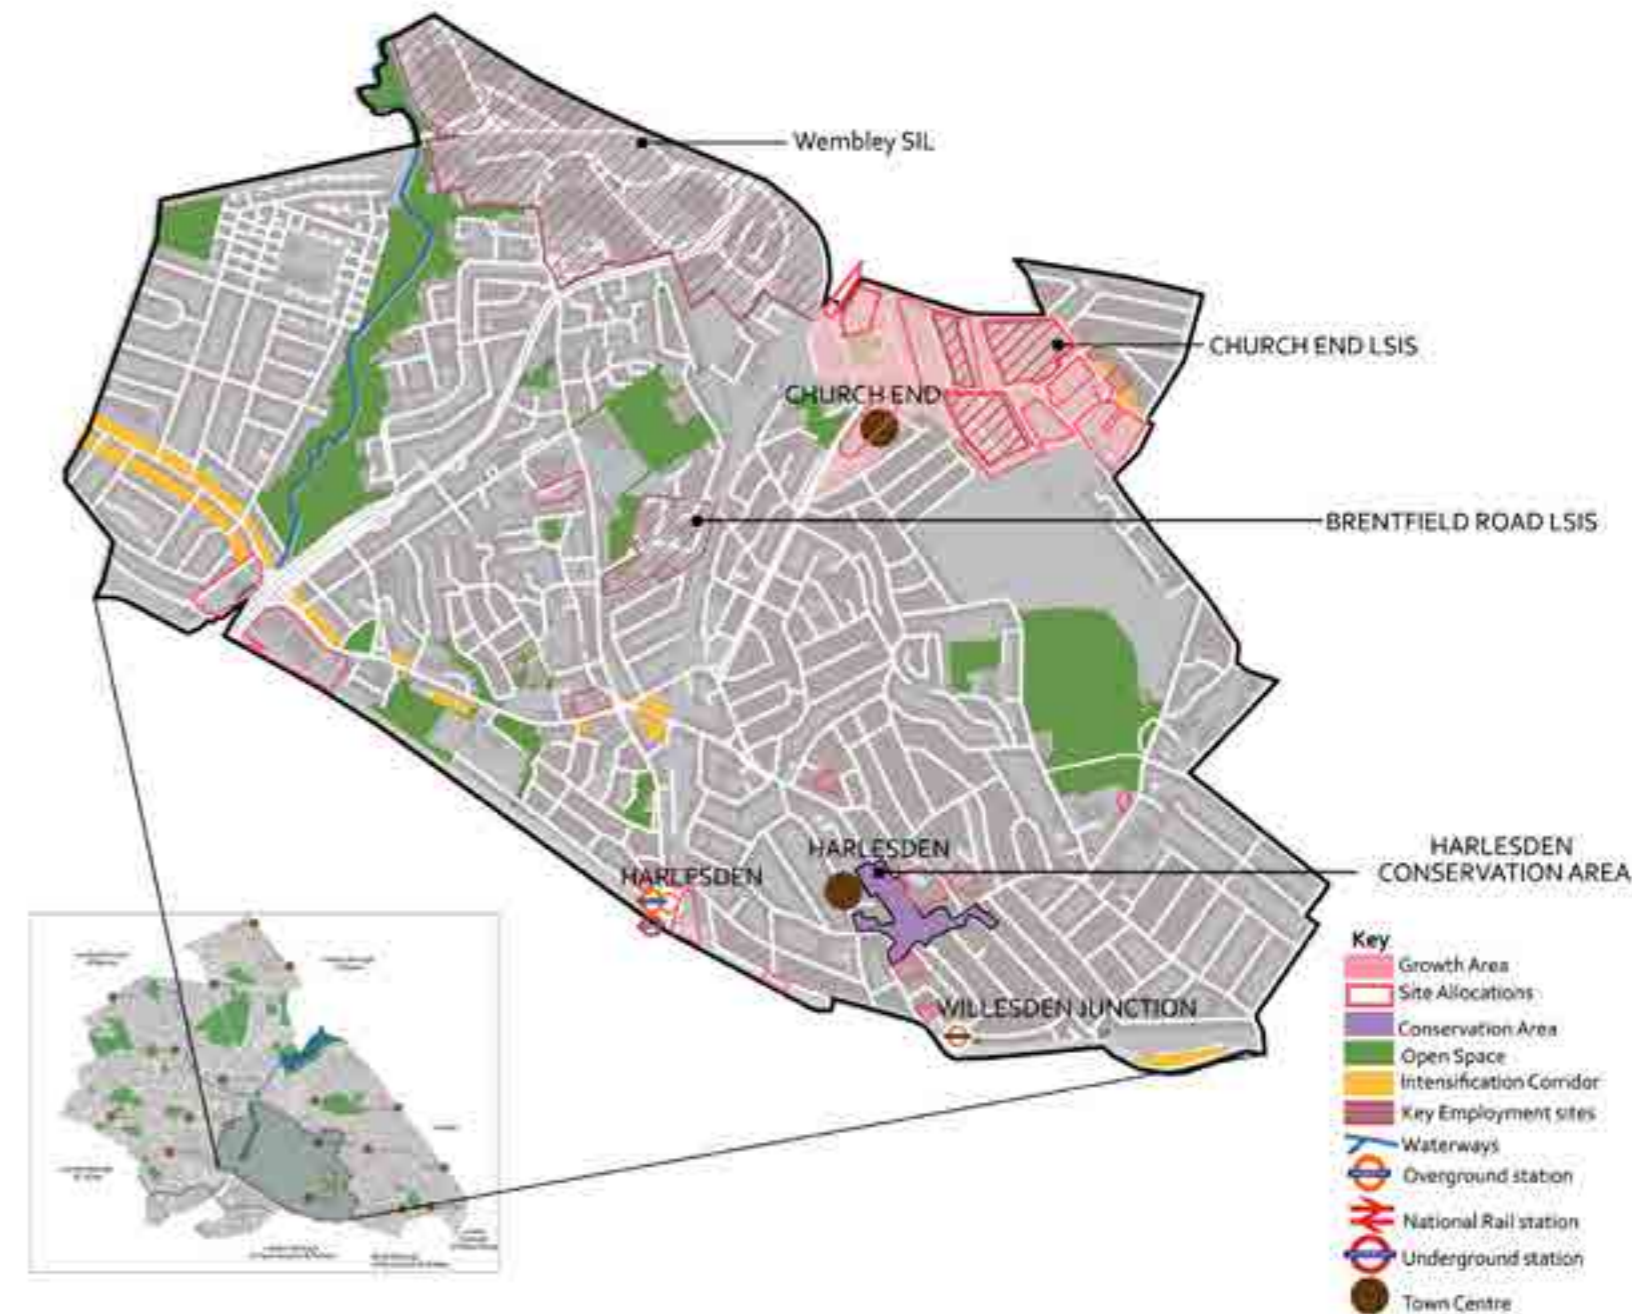 Wembley SIL
CHURCH END LSIS
CHURCH END
BRENTFIELD ROAD LSIS
HARLESDEN
HARLESDEN
HARLESDEN
CONSERVATION AREA
WILLESDEN JUNCTION
Key
Growth Area
Site Allocations
Conservation Area
Open Space
Intensification Corridor
Key Employment sites
Waterways
Overground station
National Rail station
Underground station
Town Centre